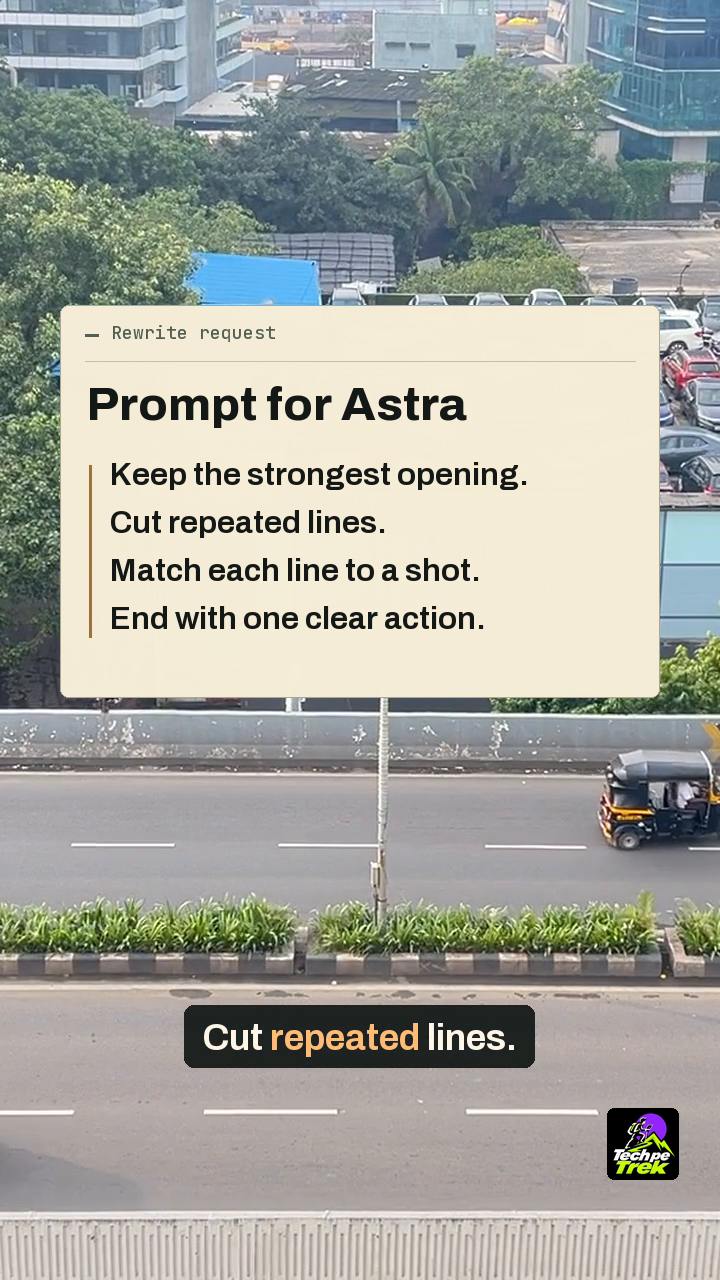 — Rewrite request
Prompt for Astra
Keep the strongest opening.
Cut repeated lines.
Match each line to a shot.
End with one clear action.
Cut repeated lines.
Techpe
Trek